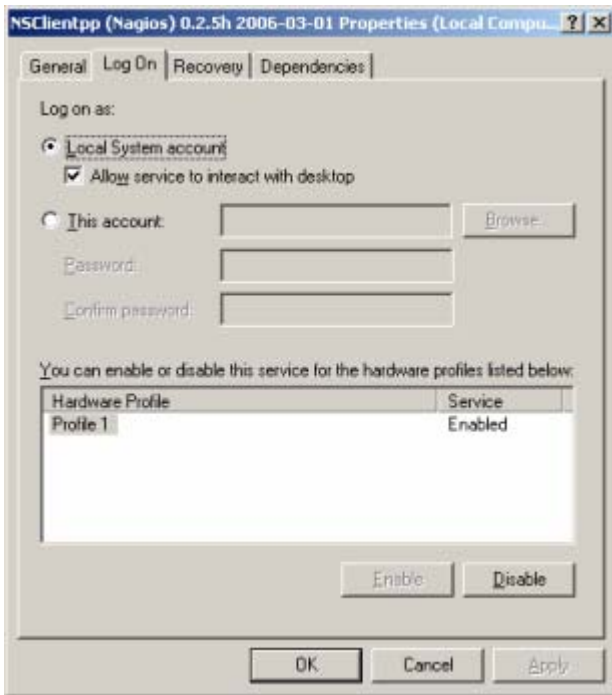 NSClientpp (Nagios) 0.2.5h 2006-03-01 Properties (Local Compu...
General Log On Recovery Dependencies
Log on as:
Local System account
Allow service to interact with desktop
This account:
Browse...
Password:
Confirm password:
You can enable or disable this service for the hardware profiles listed below:
Hardware Profile Service
Profile 1 Enabled
Enable Disable
OK Cancel Apply